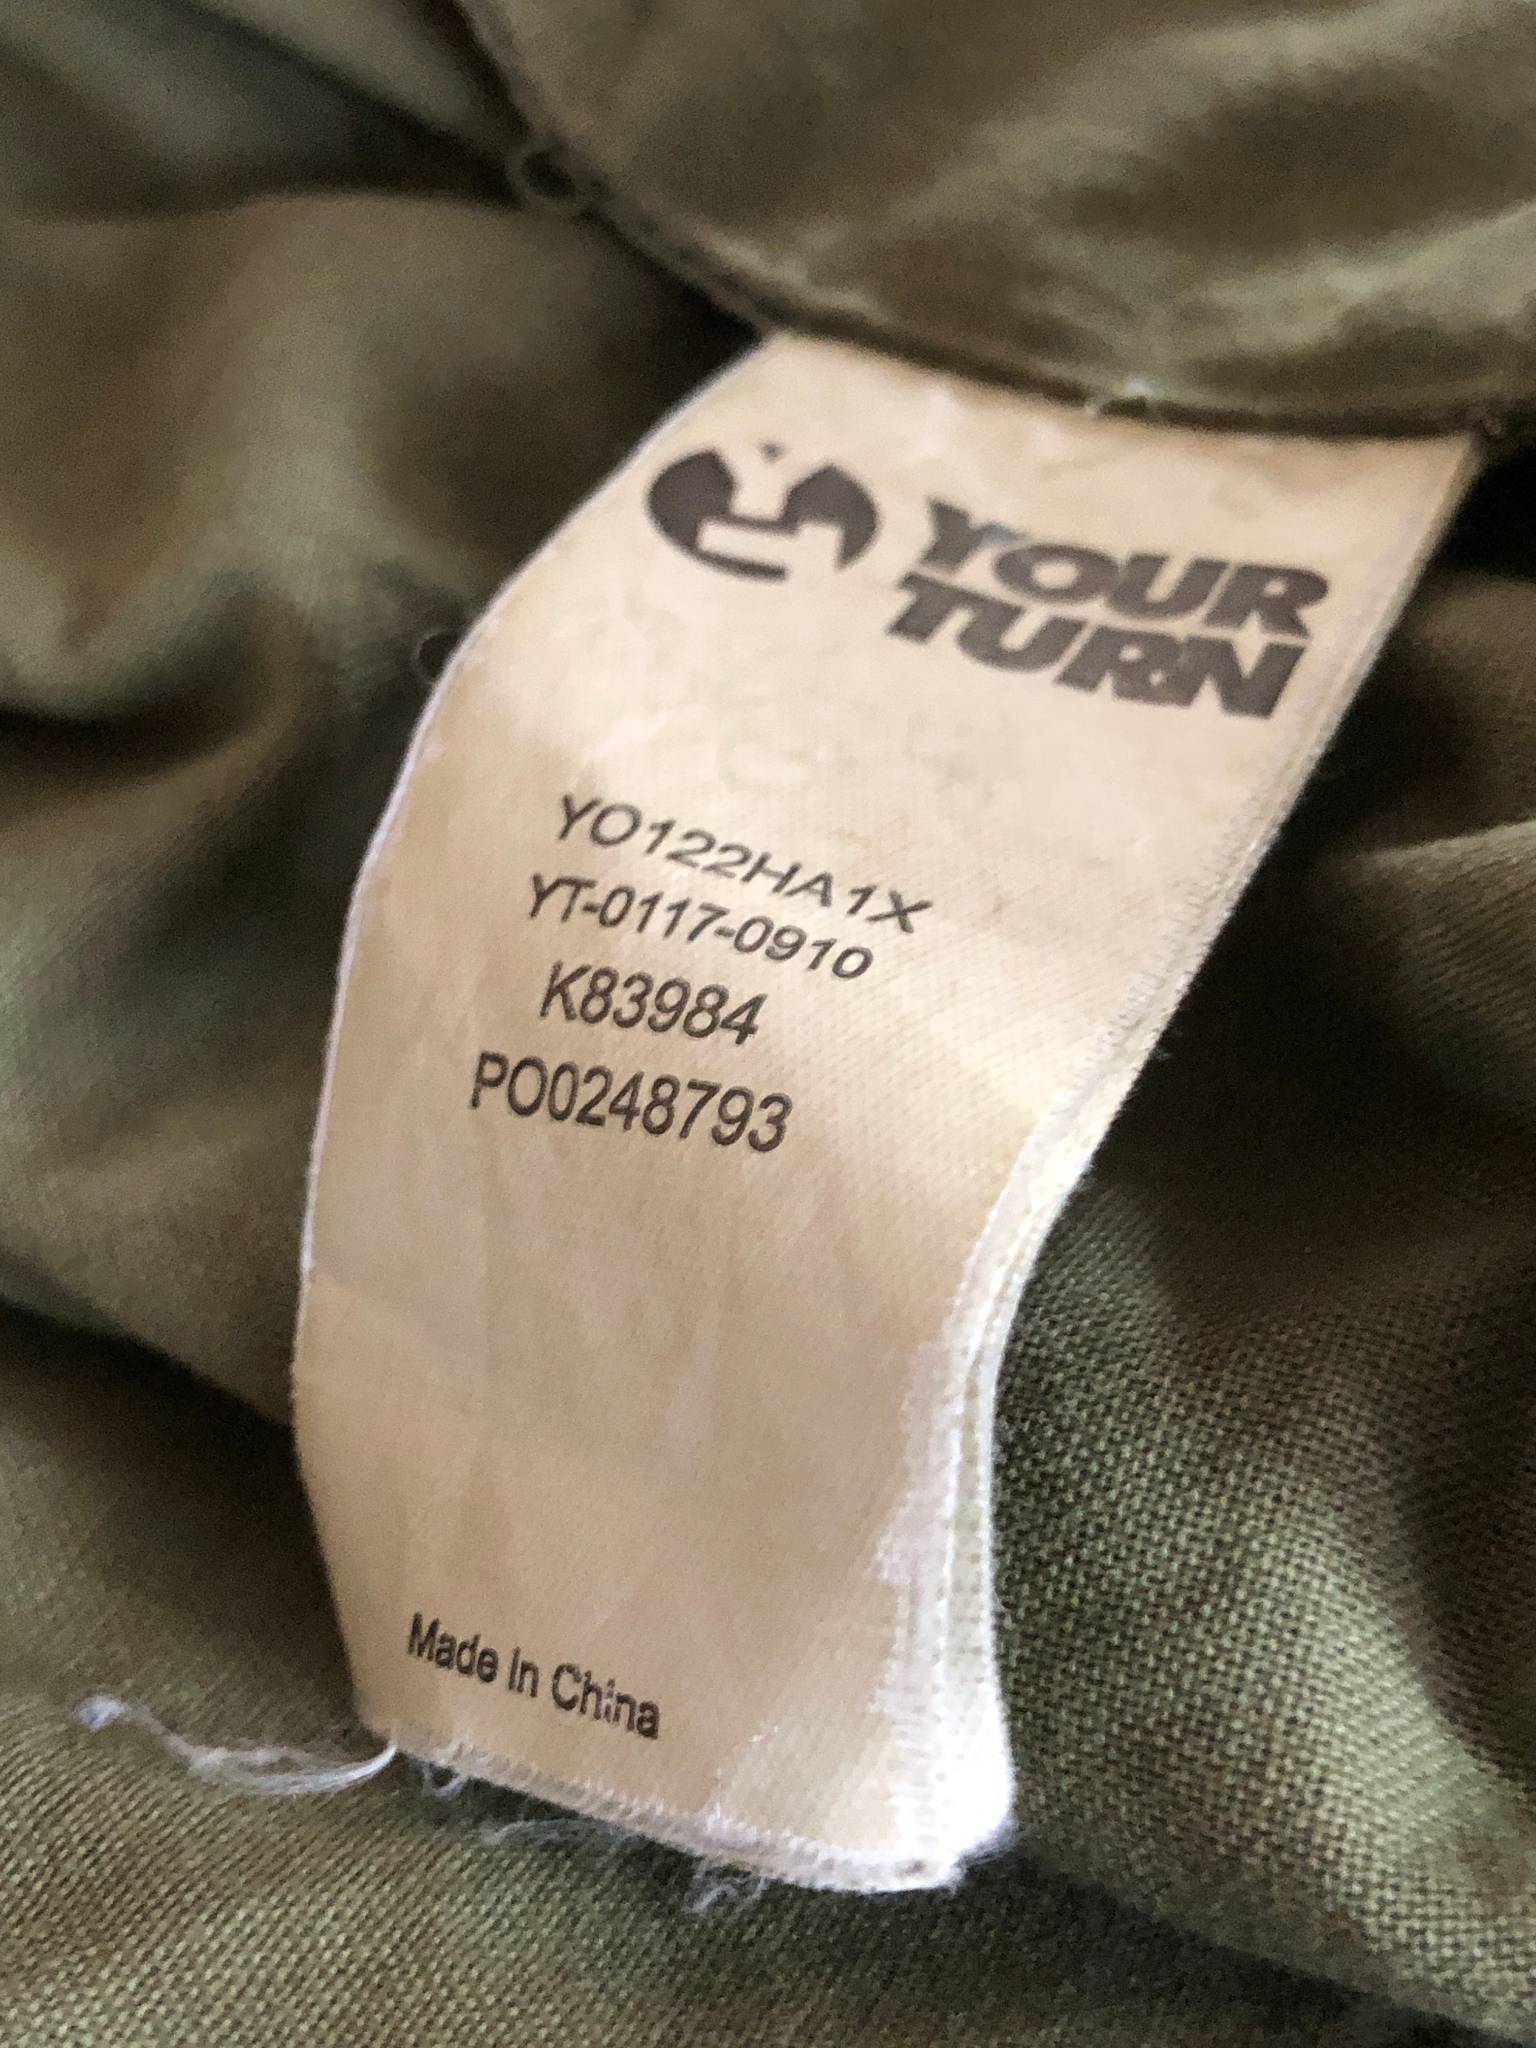 YOUR
TURN
YO122HA1X
YT-0117-0910
K83984
PO0248793
Made In China